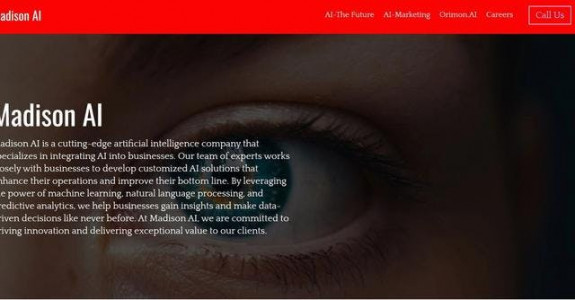 adison AI
AI-The Future AI-Marketing Orimon.AI Careers Call Us
Madison AI
adison AI is a cutting-edge artificial intelligence company that
pecializes in integrating AI into businesses. Our team of experts works
losely with businesses to develop customized AI solutions that
nhance their operations and improve their bottom line. By leveraging
e power of machine learning, natural language processing, and
redictive analytics, we help businesses gain insights and make data-
riven decisions like never before. At Madison AI, we are committed to
riving innovation and delivering exceptional value to our clients.